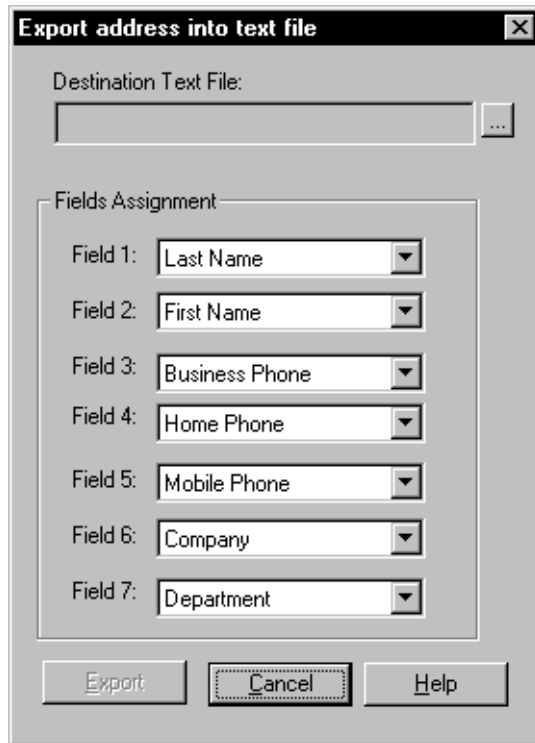 Export address into text file
Destination Text File:
...
Fields Assignment
Field 1: Last Name
Field 2: First Name
Field 3: Business Phone
Field 4: Home Phone
Field 5: Mobile Phone
Field 6: Company
Field 7: Department
Export Cancel Help